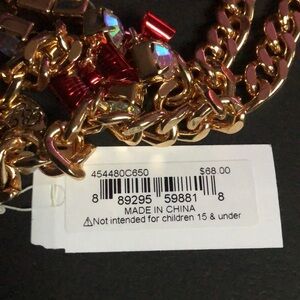 454480C650 $68.00
8 89295 59881 8
MADE IN CHINA
⚠Not intended for children 15 & under